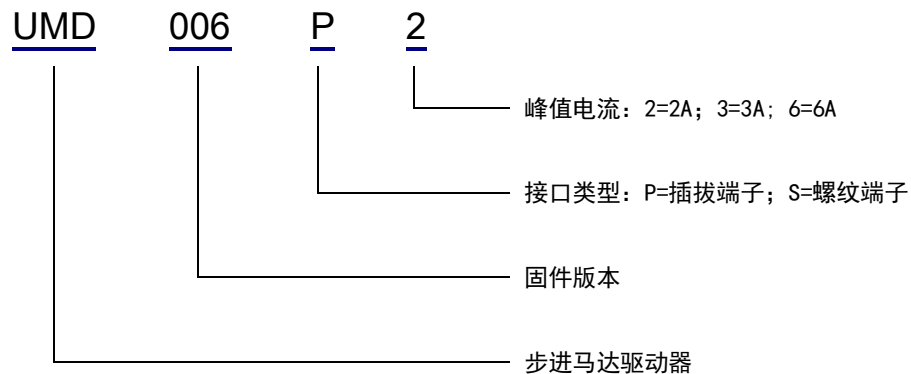 UMD 006 P 2
峰值电流：2=2A；3=3A; 6=6A
接口类型：P=插拔端子；S=螺纹端子
固件版本
步进马达驱动器